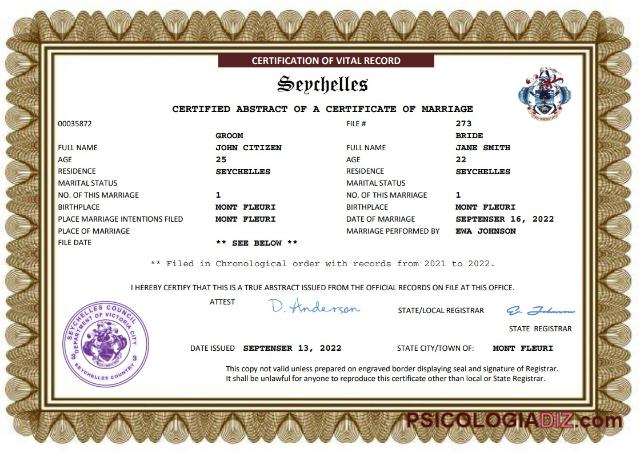 CERTIFICATION OF VITAL RECORD
Seychelles
CERTIFIED ABSTRACT OF A CERTIFICATE OF MARRIAGE
00035872 FILE # 273
GROOM BRIDE
FULL NAME JOHN CITIZEN FULL NAME JANE SMITH
AGE 25 AGE 22
RESIDENCE SEYCHELLES RESIDENCE SEYCHELLES
MARITAL STATUS MARITAL STATUS
NO. OF THIS MARRIAGE 1 NO. OF THIS MARRIAGE 1
BIRTHPLACE MONT FLEURI BIRTHPLACE MONT FLEURI
PLACE MARRIAGE INTENTIONS FILED MONT FLEURI DATE OF MARRIAGE SEPTENSER 16, 2022
PLACE OF MARRIAGE MARRIAGE PERFORMED BY EWA JOHNSON
FILE DATE ** SEE BELOW **
** Filed in Chronological order with records from 2021 to 2022.
I HEREBY CERTIFY THAT THIS IS A TRUE ABSTRACT ISSUED FROM THE OFFICIAL RECORDS ON FILE AT THIS OFFICE.
ATTEST D. Anderson STATE/LOCAL REGISTRAR
STATE REGISTRAR
SEYCHELLES COUNCIL
DEPARTMENT OF VICTORIA CITY
SEYCHELLES COUNTRY
DATE ISSUED SEPTEMSER 13, 2022 STATE CITY/TOWN OF: MONT FLEURI
This copy not valid unless prepared on engraved border displaying seal and signature of Registrar.
It shall be unlawful for anyone to reproduce this certificate other than local or State Registrar.
PSICOLOGIADIZ.com